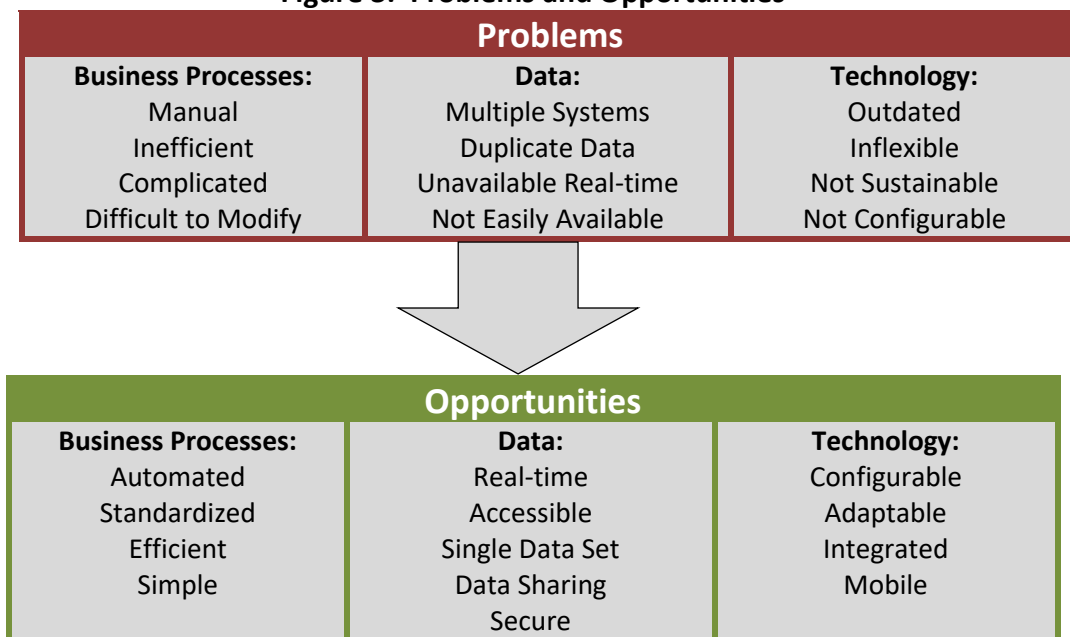 Problems
Business Processes:
Manual
Inefficient
Complicated
Difficult to Modify
Data:
Multiple Systems
Duplicate Data
Unavailable Real-time
Not Easily Available
Technology:
Outdated
Inflexible
Not Sustainable
Not Configurable
Opportunities
Business Processes:
Automated
Standardized
Efficient
Simple
Data:
Real-time
Accessible
Single Data Set
Data Sharing
Secure
Technology:
Configurable
Adaptable
Integrated
Mobile